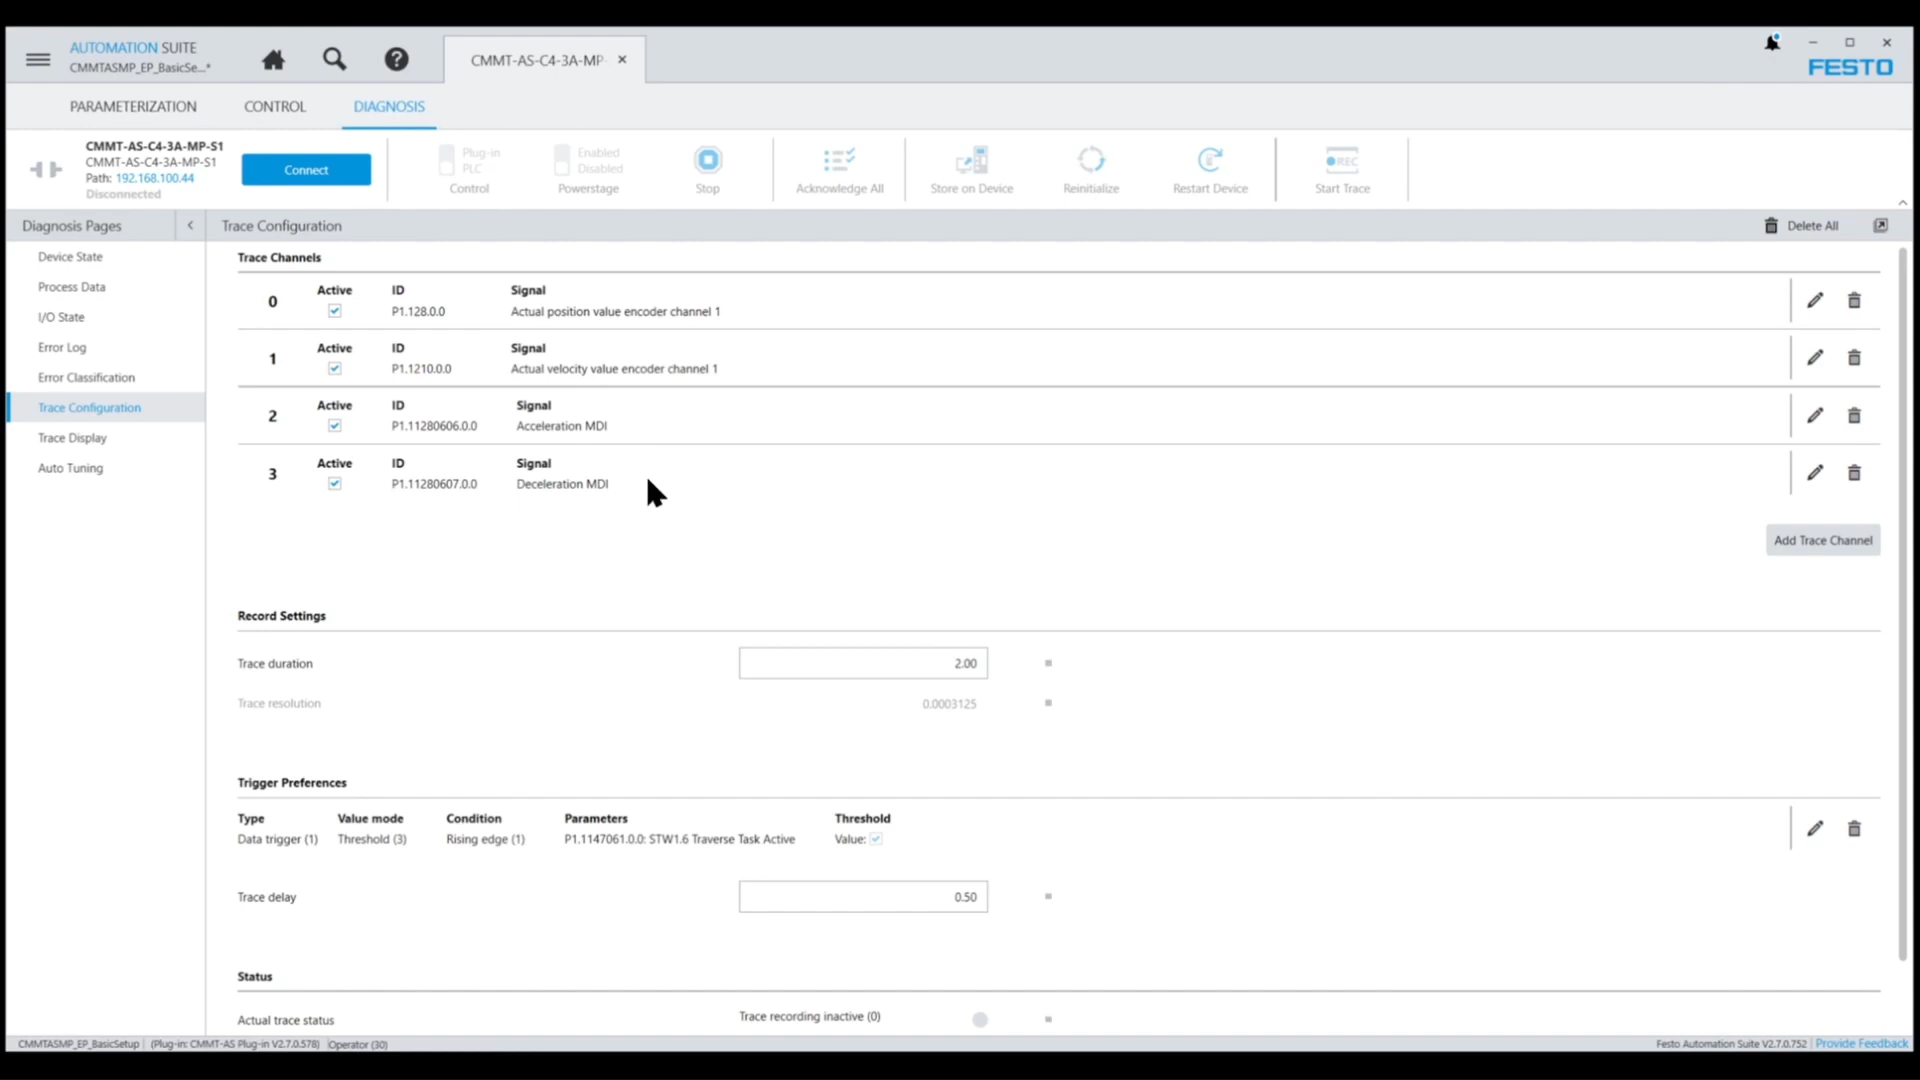 AUTOMATION SUITE
CMMTASMP_EP_BasicSe...*
CMMT-AS-C4-3A-MP-
FESTO
PARAMETERIZATION
CONTROL
DIAGNOSIS
CMMT-AS-C4-3A-MP-S1
CMMT-AS-C4-3A-MP-S1
Path: 192.168.100.44
Disconnected
Connect
Plug-in
PLC
Control
Enabled
Disabled
Powerstage
Stop
Acknowledge All
Store on Device
Reinitialize
Restart Device
REC
Start Trace
Diagnosis Pages
Trace Configuration
Delete All
Device State
Process Data
I/O State
Error Log
Error Classification
Trace Configuration
Trace Display
Auto Tuning
Trace Channels
0 Active ID Signal
P1.128.0.0 Actual position value encoder channel 1
1 Active ID Signal
P1.1210.0.0 Actual velocity value encoder channel 1
2 Active ID Signal
P1.11280606.0.0 Acceleration MDI
3 Active ID Signal
P1.11280607.0.0 Deceleration MDI
Add Trace Channel
Record Settings
Trace duration 2.00
Trace resolution 0.0003125
Trigger Preferences
Type Value mode Condition Parameters Threshold
Data trigger (1) Threshold (3) Rising edge (1) P1.1147061.0.0: STW1.6 Traverse Task Active Value:
Trace delay 0.50
Status
Actual trace status Trace recording inactive (0)
CMMTASMP_EP_BasicSetup (Plug-in: CMMT-AS Plug-in V2.7.0.578) Operator (30)
Festo Automation Suite V2.7.0.752 Provide Feedback